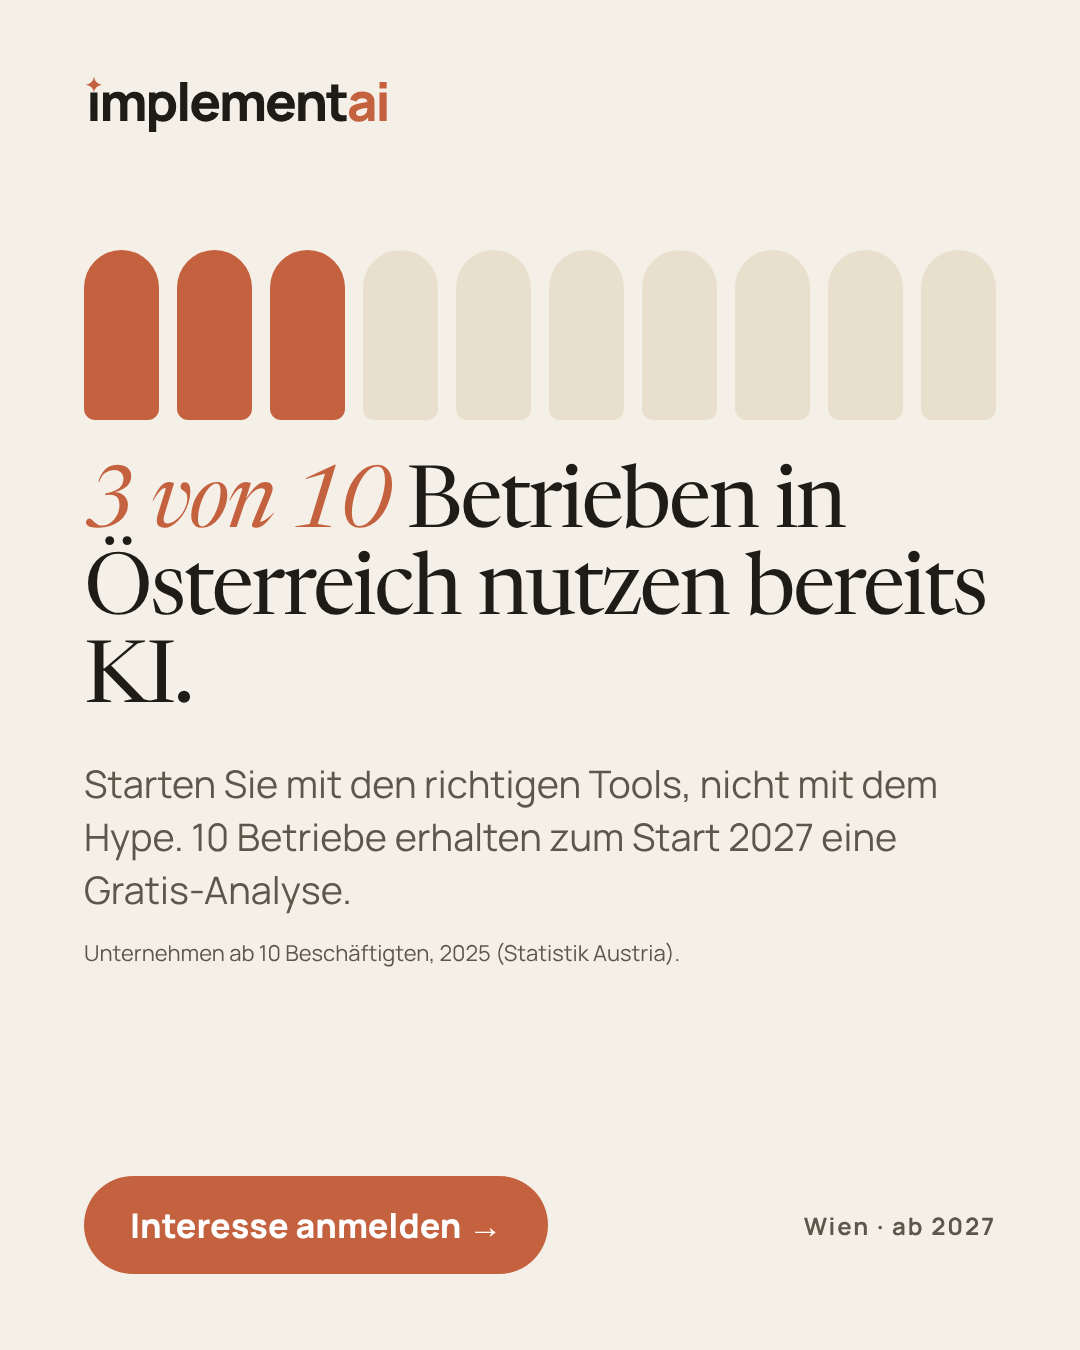 implementai
3 von 10 Betrieben in
Österreich nutzen bereits
KI.
Starten Sie mit den richtigen Tools, nicht mit dem
Hype. 10 Betriebe erhalten zum Start 2027 eine
Gratis-Analyse.
Unternehmen ab 10 Beschäftigten, 2025 (Statistik Austria).
Interesse anmelden →
Wien · ab 2027